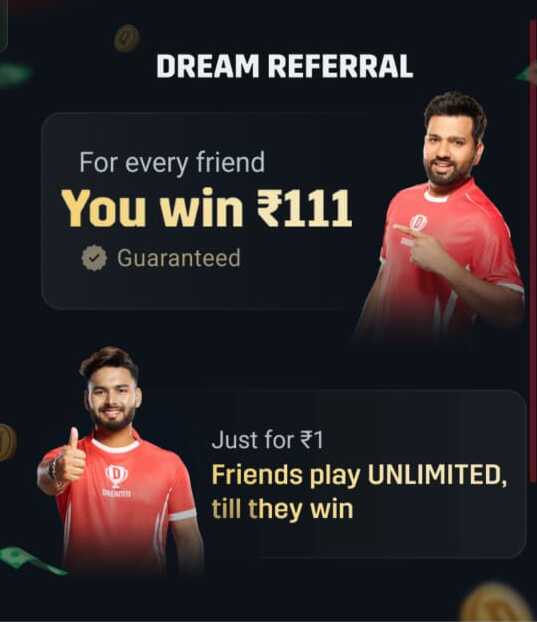 DREAM REFERRAL
For every friend
You win ₹111
Guaranteed
Just for ₹1
Friends play UNLIMITED,
till they win